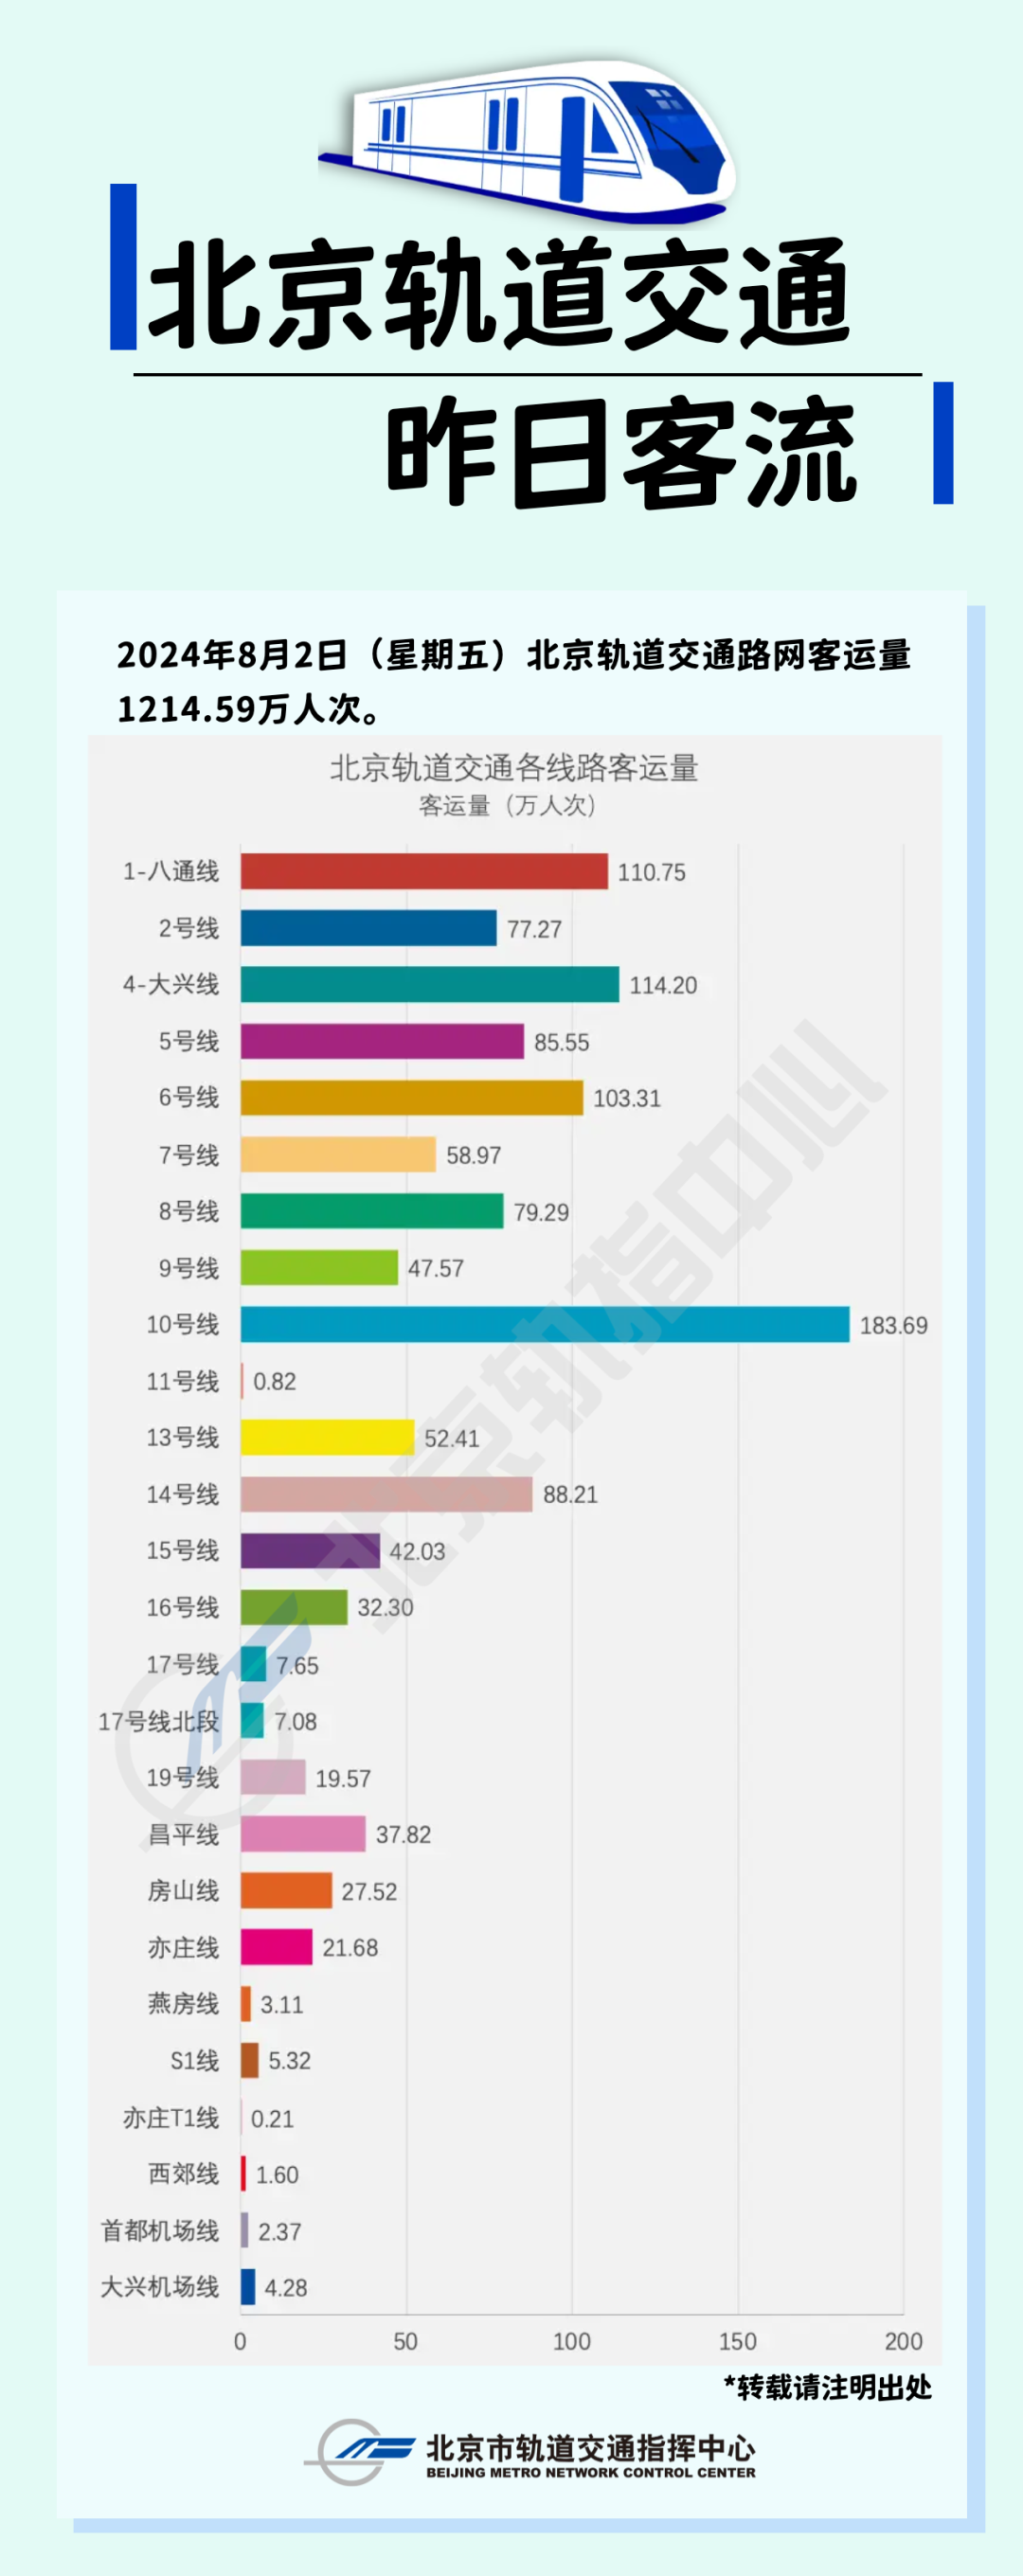 北京轨道交通
昨日客流
2024年8月2日（星期五）北京轨道交通路网客运量
1214.59万人次。
北京轨道交通各线路客运量
客运量（万人次）
1-八通线 110.75
2号线 77.27
4-大兴线 114.20
5号线 85.55
6号线 103.31
7号线 58.97
8号线 79.29
9号线 47.57
10号线 183.69
11号线 0.82
13号线 52.41
14号线 88.21
15号线 42.03
16号线 32.30
17号线 7.65
17号线北段 7.08
19号线 19.57
昌平线 37.82
房山线 27.52
亦庄线 21.68
燕房线 3.11
S1线 5.32
亦庄T1线 0.21
西郊线 1.60
首都机场线 2.37
大兴机场线 4.28
0 50 100 150 200
北京轨指中心
*转载请注明出处
北京市轨道交通指挥中心
BEIJING METRO NETWORK CONTROL CENTER